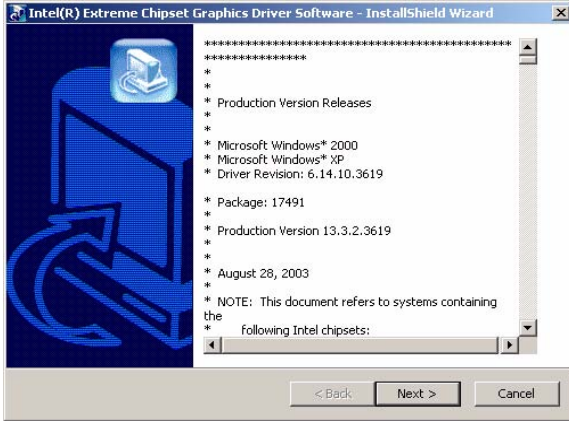 Intel(R) Extreme Chipset Graphics Driver Software - InstallShield Wizard
****************************************************
*****************
*
*
* Production Version Releases
*
*
* Microsoft Windows* 2000
* Microsoft Windows* XP
* Driver Revision: 6.14.10.3619

* Package: 17491
*
* Production Version 13.3.2.3619
*
*
* August 28, 2003
*
* NOTE: This document refers to systems containing
the
* following Intel chipsets:
< Back
Next >
Cancel